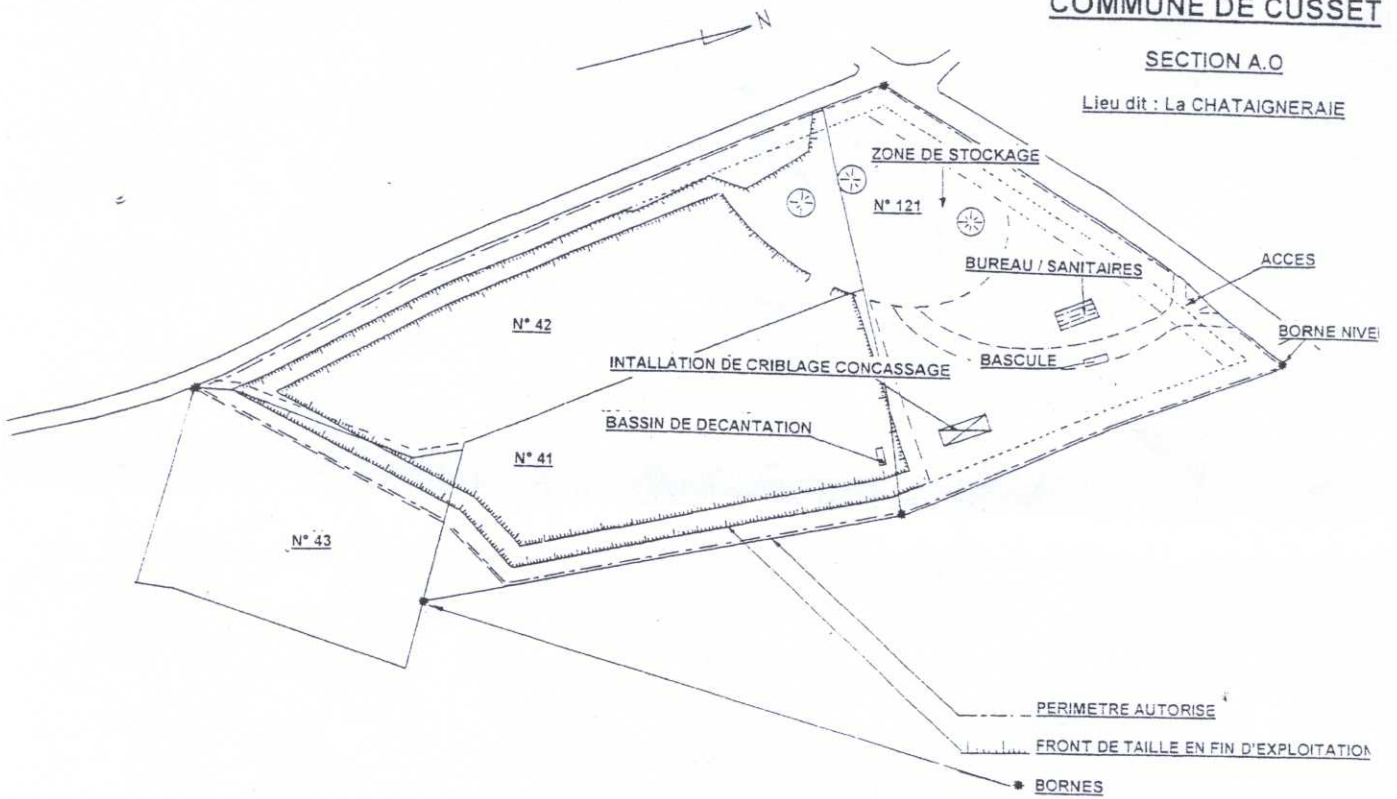 COMMUNE DE CUSSET
N
SECTION A.O
Lieu dit : La CHATAIGNERAIE
ZONE DE STOCKAGE
N° 121
BUREAU / SANITAIRES
ACCES
N° 42
BORNE NIVE
INTALLATION DE CRIBLAGE CONCASSAGE
BASCULE
BASSIN DE DECANTATION
N° 41
N° 43
PERIMETRE AUTORISE
FRONT DE TAILLE EN FIN D'EXPLOITATION
BORNES